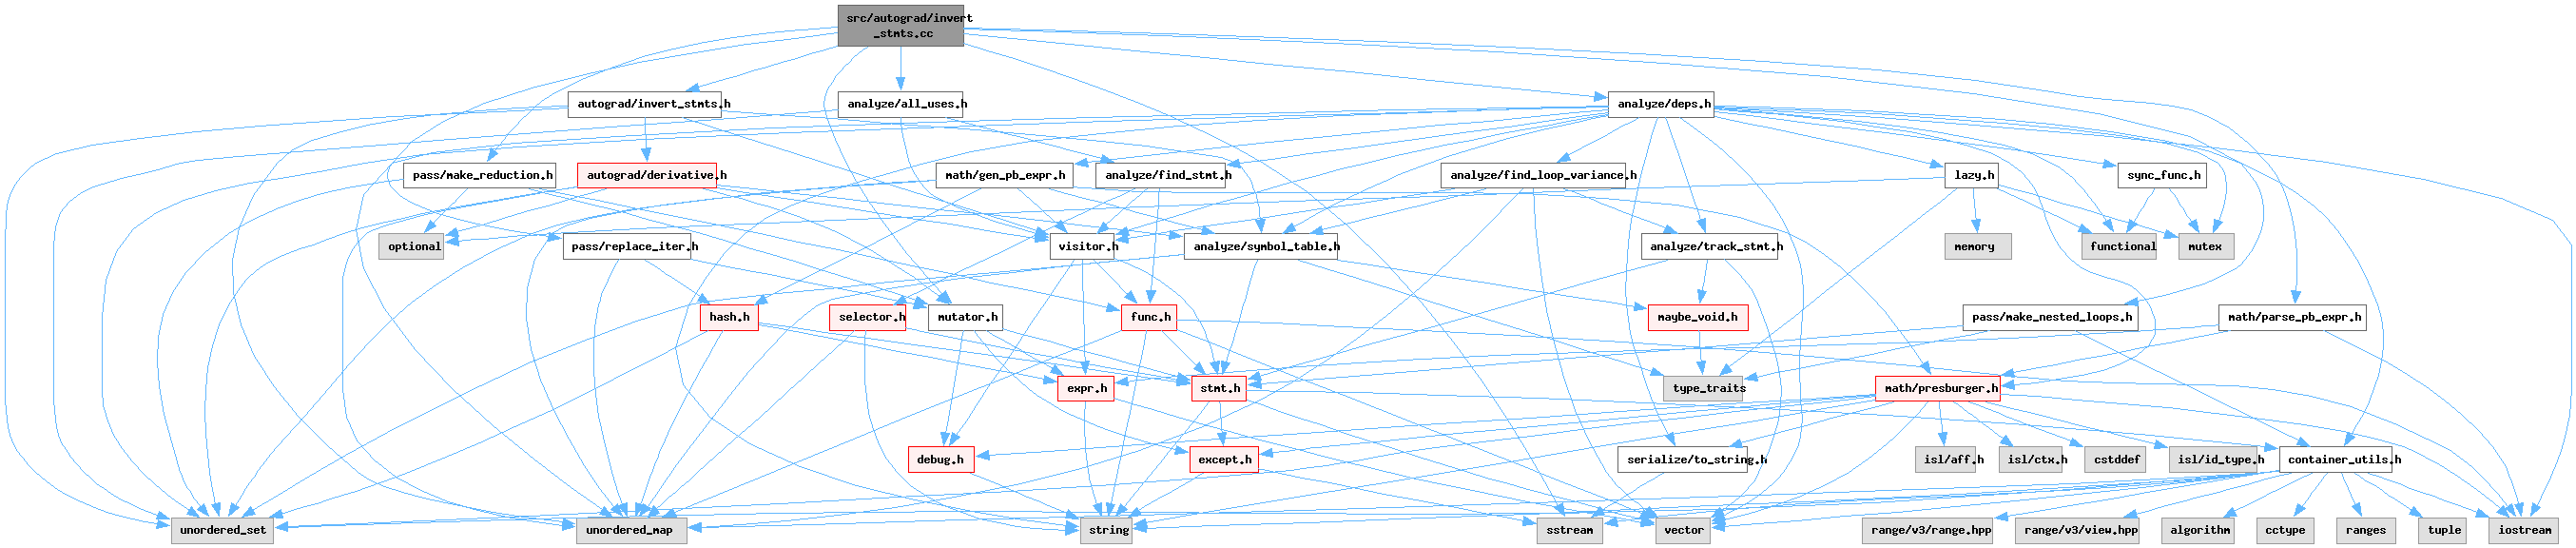 src/autograd/invert
_stmts.cc
autograd/invert_stmts.h
analyze/all_uses.h
analyze/deps.h
pass/make_reduction.h
autograd/derivative.h
math/gen_pb_expr.h
analyze/find_stmt.h
analyze/find_loop_variance.h
lazy.h
sync_func.h
optional
pass/replace_iter.h
visitor.h
analyze/symbol_table.h
analyze/track_stmt.h
memory
functional
mutex
hash.h
selector.h
mutator.h
func.h
maybe_void.h
pass/make_nested_loops.h
math/parse_pb_expr.h
expr.h
stmt.h
type_traits
math/presburger.h
debug.h
except.h
serialize/to_string.h
isl/aff.h
isl/ctx.h
cstddef
isl/id_type.h
container_utils.h
unordered_set
unordered_map
string
sstream
vector
range/v3/range.hpp
range/v3/view.hpp
algorithm
cctype
ranges
tuple
iostream